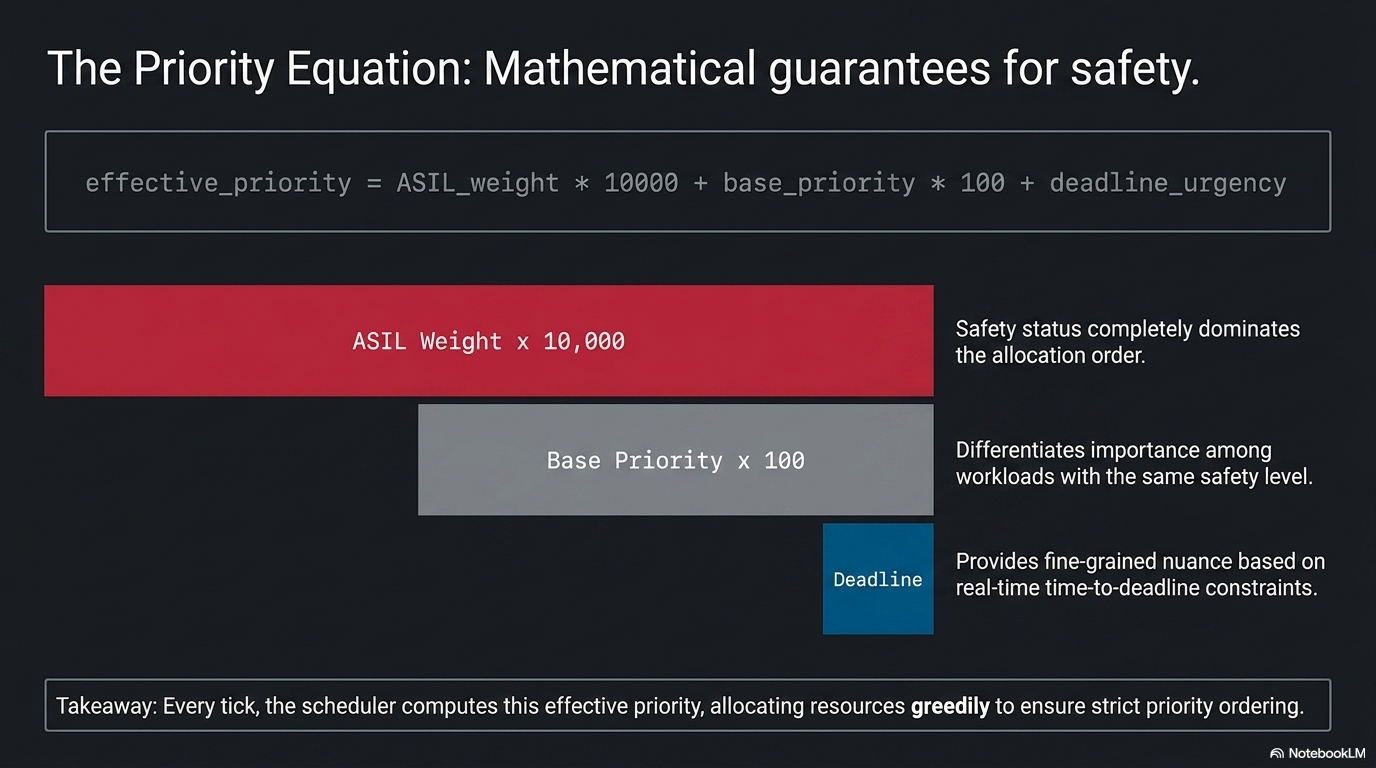 The Priority Equation: Mathematical guarantees for safety.
effective_priority = ASIL_weight * 10000 + base_priority * 100 + deadline_urgency
ASIL Weight x 10,000
Safety status completely dominates
the allocation order.
Base Priority x 100
Differentiates importance among
workloads with the same safety level.
Deadline
Provides fine-grained nuance based on
real-time time-to-deadline constraints.
Takeaway: Every tick, the scheduler computes this effective priority, allocating resources greedily to ensure strict priority ordering.
NotebookLM